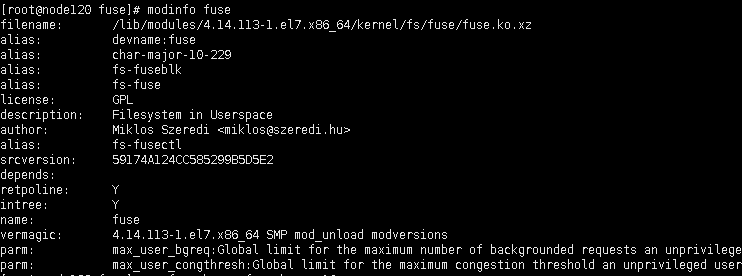 [root@node120 fuse]# modinfo fuse
filename:       /lib/modules/4.14.113-1.el7.x86_64/kernel/fs/fuse/fuse.ko.xz
alias:          devname:fuse
alias:          char-major-10-229
alias:          fs-fuseblk
alias:          fs-fuse
license:        GPL
description:    Filesystem in Userspace
author:         Miklos Szeredi <miklos@szeredi.hu>
alias:          fs-fusectl
srcversion:     59174A124CC585299B5D5E2
depends:
retpoline:      Y
intree:         Y
name:           fuse
vermagic:       4.14.113-1.el7.x86_64 SMP mod_unload modversions
parm:           max_user_bgreq:Global limit for the maximum number of backgrounded requests an unprivilege
parm:           max_user_congthresh:Global limit for the maximum congestion threshold an unprivileged user